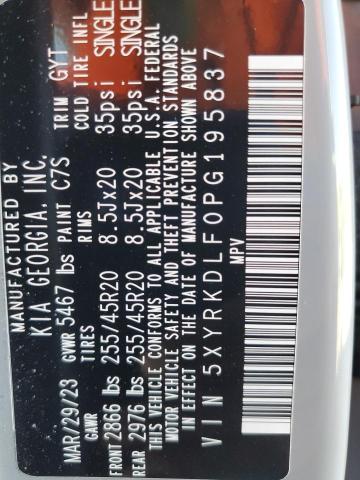 MANUFACTURED BY
KIA GEORGIA, INC.
MAR/29/23 GVWR 5467 lbs PAINT C7S TRIM GYT
GAWR TIRES RIMS COLD TIRE INFL
FRONT 2866 lbs 255/45R20 8.5Jx20 35psi SINGLE
REAR 2976 lbs 255/45R20 8.5Jx20 35psi SINGLE
THIS VEHICLE CONFORMS TO ALL APPLICABLE U.S.A. FEDERAL
MOTOR VEHICLE SAFETY AND THEFT PREVENTION STANDARDS
IN EFFECT ON THE DATE OF MANUFACTURE SHOWN ABOVE
VIN 5XYRKDLF0PG195837
MPV